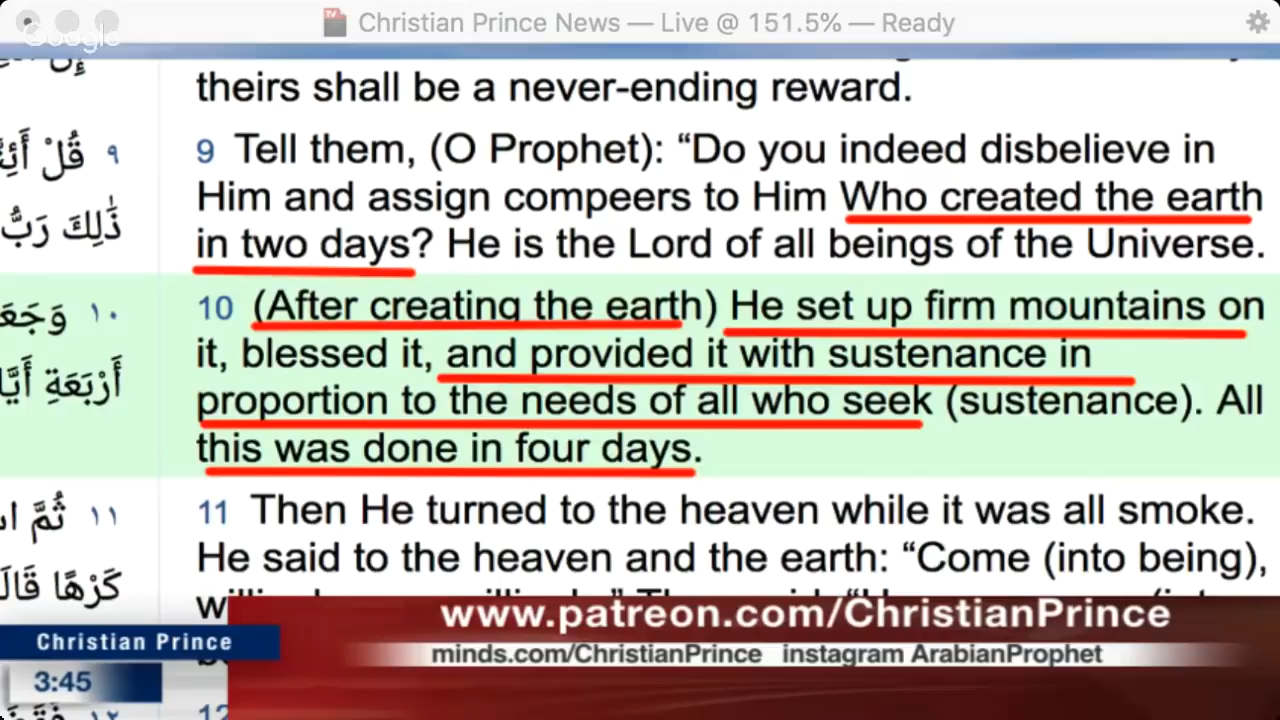 Christian Prince News — Live @ 151.5% — Ready
Google
theirs shall be a never-ending reward.
٩ قُلْ
9 Tell them, (O Prophet): “Do you indeed disbelieve in
Him and assign compeers to Him Who created the earth
ذَٰلِكَ رَبُّ
in two days? He is the Lord of all beings of the Universe.
١٠
10 (After creating the earth) He set up firm mountains on
it, blessed it, and provided it with sustenance in
أَرْبَعَةِ
proportion to the needs of all who seek (sustenance). All
this was done in four days.
١١ ثُمَّ
11 Then He turned to the heaven while it was all smoke.
He said to the heaven and the earth: “Come (into being),
كَرْهًا
www.patreon.com/ChristianPrince
Christian Prince
minds.com/ChristianPrince instagram ArabianProphet
3:45
١٢
12